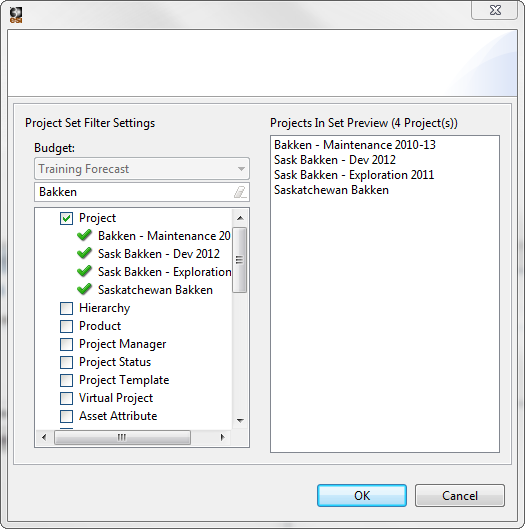 Project Set Filter Settings
Budget:
Training Forecast
Bakken
Project
Bakken - Maintenance 20
Sask Bakken - Dev 2012
Sask Bakken - Exploration
Saskatchewan Bakken
Hierarchy
Product
Project Manager
Project Status
Project Template
Virtual Project
Asset Attribute
Projects In Set Preview (4 Project(s))
Bakken - Maintenance 2010-13
Sask Bakken - Dev 2012
Sask Bakken - Exploration 2011
Saskatchewan Bakken
OK
Cancel